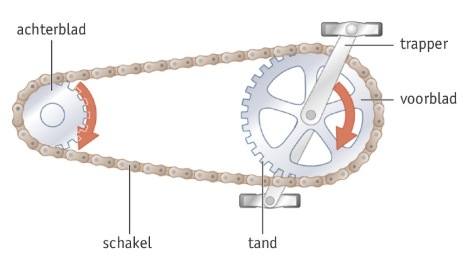 achterblad
trapper
voorblad
schakel
tand